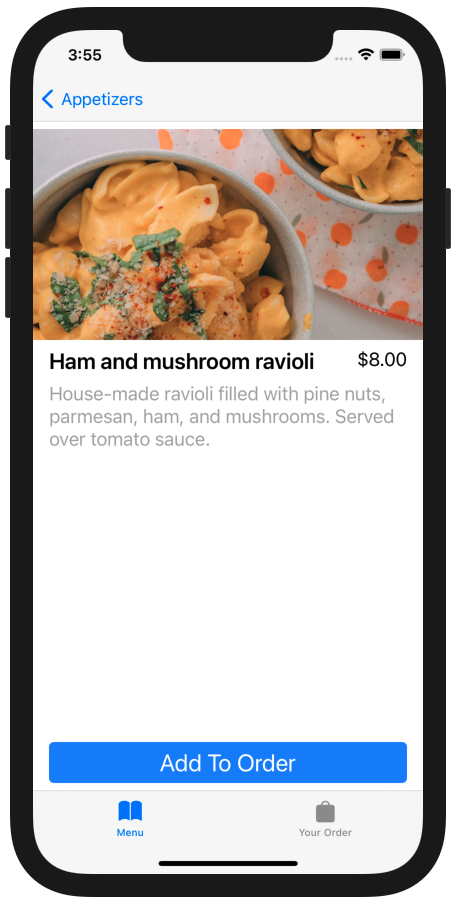 3:55
Appetizers
Ham and mushroom ravioli
$8.00
House-made ravioli filled with pine nuts,
parmesan, ham, and mushrooms. Served
over tomato sauce.
Add To Order
Menu
Your Order